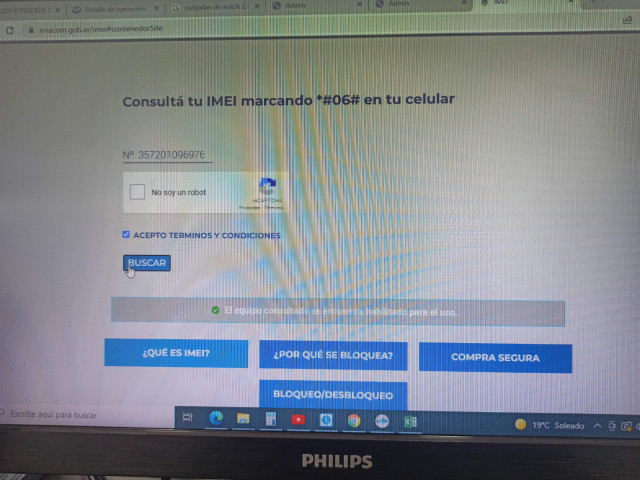 Detalle de operación
pulgadas de watch 2
Admin
Admin
IMEI
enacom.gob.ar/imei#contenedorSite
Consultá tu IMEI marcando *#06# en tu celular
Nº 357201096976
No soy un robot
reCAPTCHA
Privacidad - Términos
ACEPTO TERMINOS Y CONDICIONES
BUSCAR
El equipo consultado se encuentra habilitado para el uso.
¿QUÉ ES IMEI?
¿POR QUÉ SE BLOQUEA?
COMPRA SEGURA
BLOQUEO/DESBLOQUEO
Escribe aquí para buscar
19°C Soleado
PHILIPS